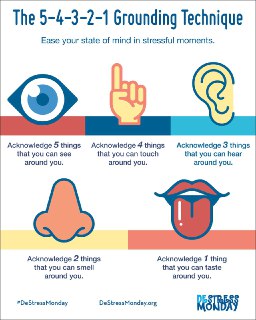 The 5-4-3-2-1 Grounding Technique
Ease your state of mind in stressful moments.
Acknowledge 5 things
that you can see
around you.
Acknowledge 4 things
that you can touch
around you.
Acknowledge 3 things
that you can hear
around you.
Acknowledge 2 things
that you can smell
around you.
Acknowledge 1 thing
that you can taste
around you.
#DeStressMonday
DeStressMonday.org
DESTRESS
MONDAY